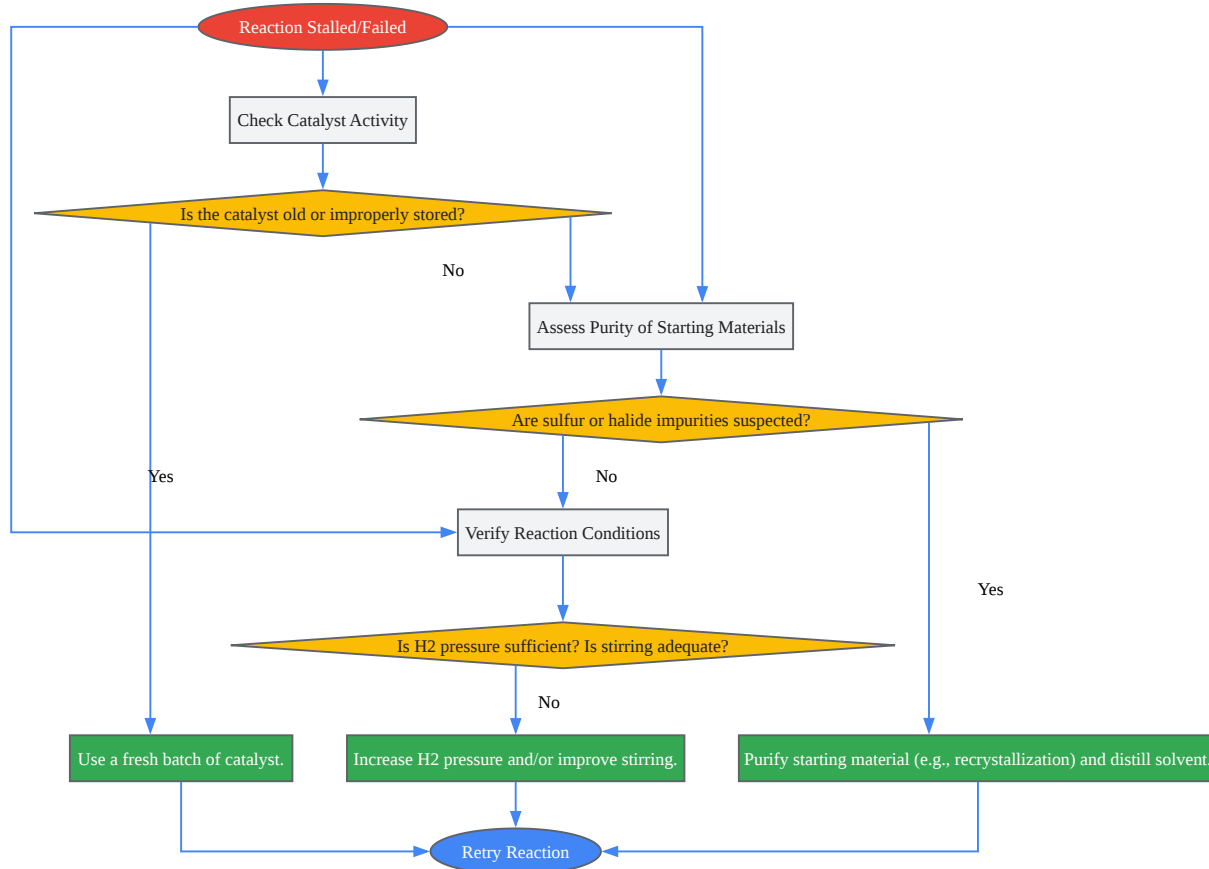 Reaction Stalled/Failed
Check Catalyst Activity
Is the catalyst old or improperly stored?
No
Assess Purity of Starting Materials
Are sulfur or halide impurities suspected?
Yes
No
Verify Reaction Conditions
Yes
Is H2 pressure sufficient? Is stirring adequate?
No
Use a fresh batch of catalyst.
Increase H2 pressure and/or improve stirring.
Purify starting material (e.g., recrystallization) and distill solvent.
Retry Reaction